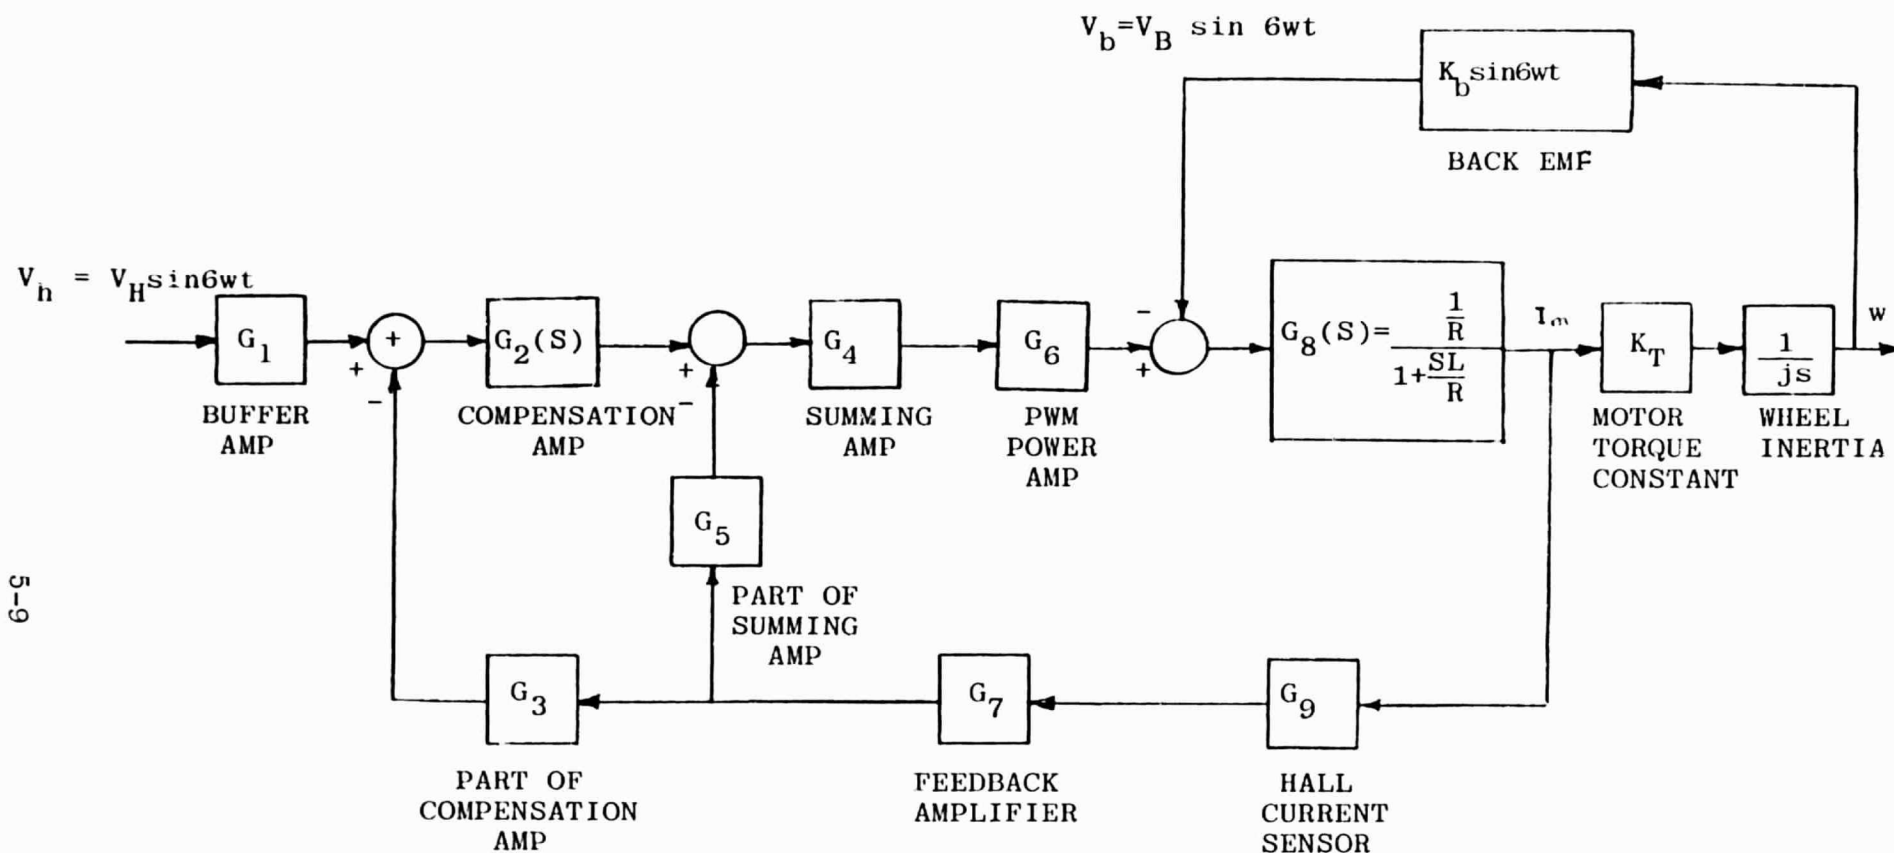 V_b=V_B sin 6wt
K_b sin6wt
BACK EMF
V_h = V_H sin6wt
G_1
BUFFER
AMP
+
+
-
G_2(S)
COMPENSATION
AMP
+
-
G_4
SUMMING
AMP
G_6
PWM
POWER
AMP
-
+
G_8(S)=
1
R
1+SL
R
I_m
K_T
MOTOR
TORQUE
CONSTANT
1
js
w
WHEEL
INERTIA
G_5
PART OF
SUMMING
AMP
G_3
PART OF
COMPENSATION
AMP
G_7
FEEDBACK
AMPLIFIER
G_9
HALL
CURRENT
SENSOR
5-9